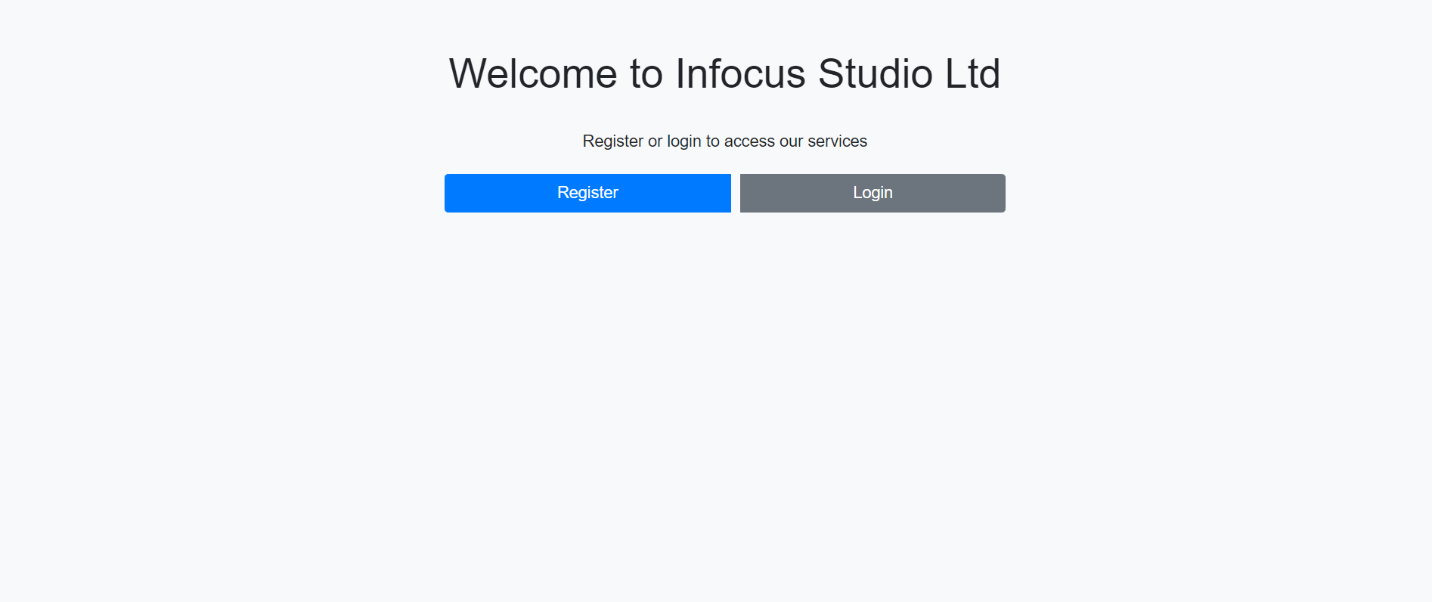 Welcome to Infocus Studio Ltd
Register or login to access our services
Register
Login